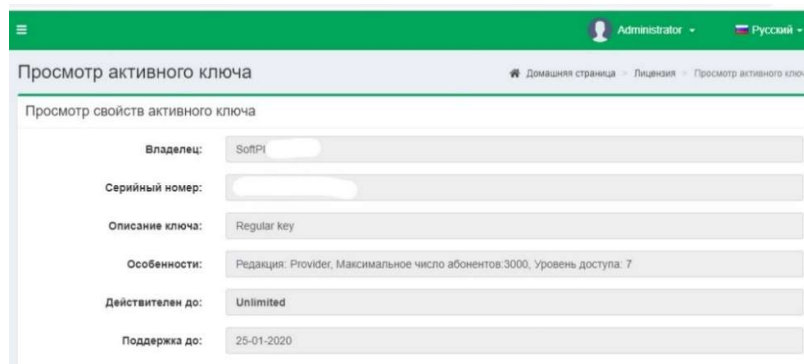 Administrator Русский
Просмотр активного ключа
Домашняя страница Лицензия Просмотр активного
Просмотр свойств активного ключа
Владелец: SoftPl
Серийный номер:
Описание ключа: Regular key
Особенности: Редакция: Provider, Максимальное число абонентов:3000, Уровень доступа: 7
Действителен до: Unlimited
Поддержка до: 25-01-2020